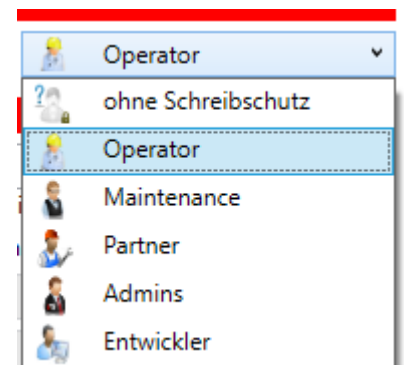 Operator
ohne Schreibschutz
Operator
Maintenance
Partner
Admins
Entwickler